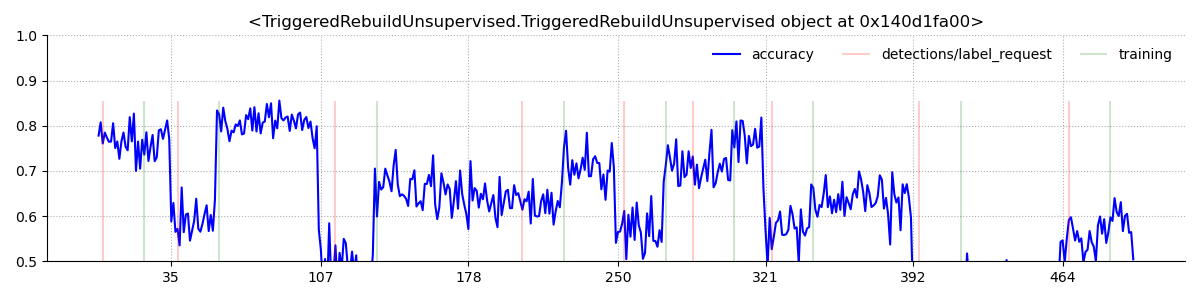 <TriggeredRebuildUnsupervised.TriggeredRebuildUnsupervised object at 0x140d1fa00>
accuracy detections/label_request training
1.0
0.9
0.8
0.7
0.6
0.5
35 107 178 250 321 392 464